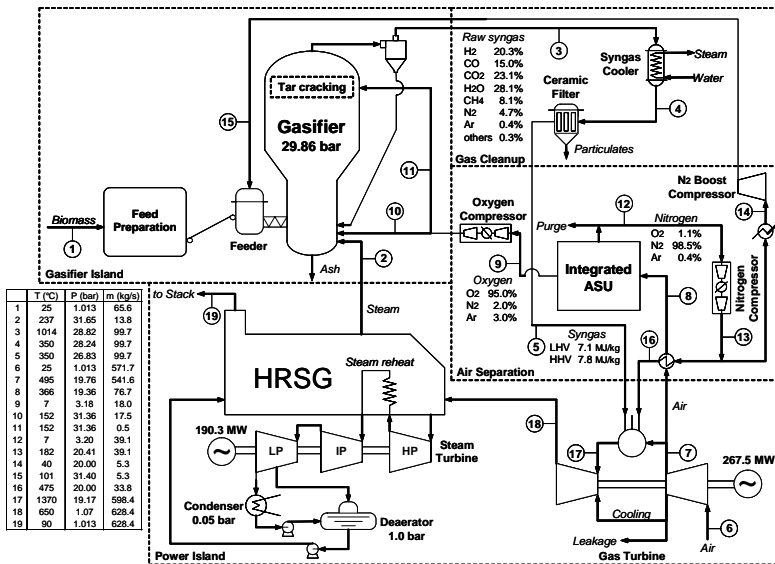 Raw syngas
H2 20.3%
CO 15.0%
CO2 23.1%
H2O 28.1%
CH4 8.1%
N2 4.7%
Ar 0.4%
others 0.3%
3
Syngas
Cooler
Steam
Water
Ceramic
Filter
4
Particulates
Gas Cleanup
Tar cracking
Gasifier
29.86 bar
15
11
10
Biomass
1
Feed
Preparation
Feeder
2
Ash
Gasifier Island
Steam
Oxygen
Compressor
9
Oxygen
O2 95.0%
N2 2.0%
Ar 3.0%
Purge
12
Nitrogen
O2 1.1%
N2 98.5%
Ar 0.4%
N2 Boost
Compressor
14
Integrated
ASU
8
Nitrogen
Compressor
13
Syngas
LHV 7.1 MJ/kg
HHV 7.8 MJ/kg
5
16
Air Separation
T (ºC) P (bar) m (kg/s)
1 25 1.013 65.6
2 237 31.65 13.8
3 1014 28.82 99.7
4 350 28.24 99.7
5 350 26.83 99.7
6 25 1.013 571.7
7 495 19.76 541.6
8 366 19.36 76.7
9 7 3.18 18.0
10 152 31.36 17.5
11 152 31.36 0.5
12 7 3.20 39.1
13 182 20.41 39.1
14 40 20.00 5.3
15 101 31.40 5.3
16 475 20.00 33.8
17 1370 19.17 598.4
18 650 1.07 628.4
19 90 1.013 628.4
to Stack
19
HRSG
Steam reheat
190.3 MW
LP
IP
HP
Steam
Turbine
Condenser
0.05 bar
Deaerator
1.0 bar
Power Island
18
17
Air
7
267.5 MW
Cooling
6
Leakage
Air
Gas Turbine